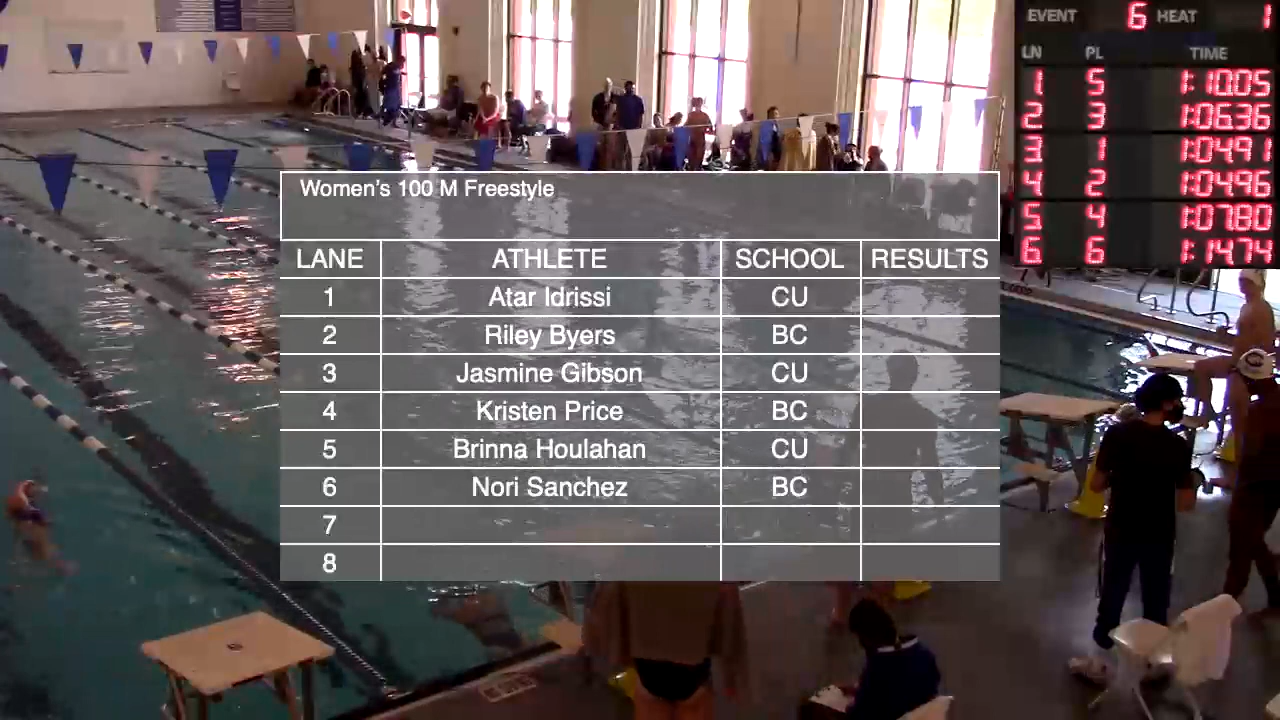 EVENT 6 HEAT 1
LN PL TIME
1 5 1:10.05
2 3 1:06.36
3 1 1:04.91
4 2 1:04.96
5 4 1:07.80
6 6 1:14.74
Women's 100 M Freestyle
LANE ATHLETE SCHOOL RESULTS
1 Atar Idrissi CU
2 Riley Byers BC
3 Jasmine Gibson CU
4 Kristen Price BC
5 Brinna Houlahan CU
6 Nori Sanchez BC
7
8